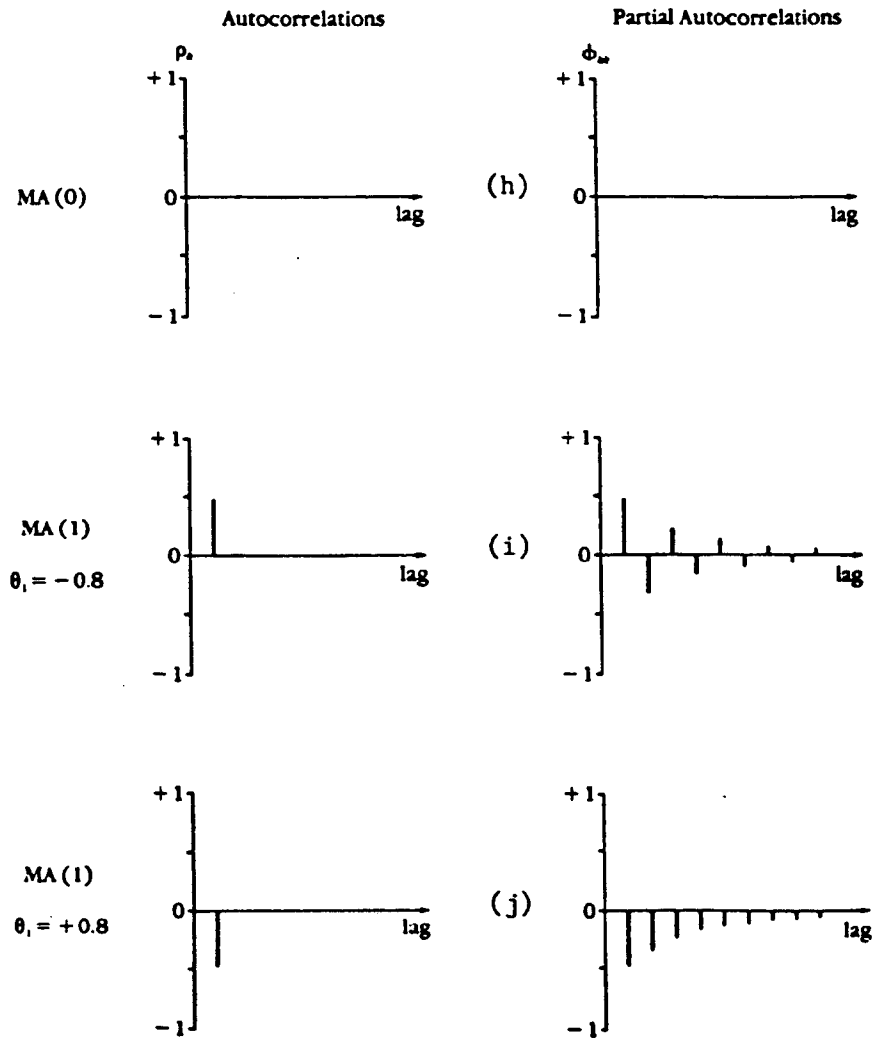 Autocorrelations
Partial Autocorrelations
ρₖ
ϕₖₖ
+1
+1
MA (0)
0
lag
(h)
0
lag
−1
−1
+1
+1
MA (1)
θ₁ = −0.8
0
lag
(i)
0
lag
−1
−1
+1
+1
MA (1)
θ₁ = +0.8
0
lag
(j)
0
lag
−1
−1